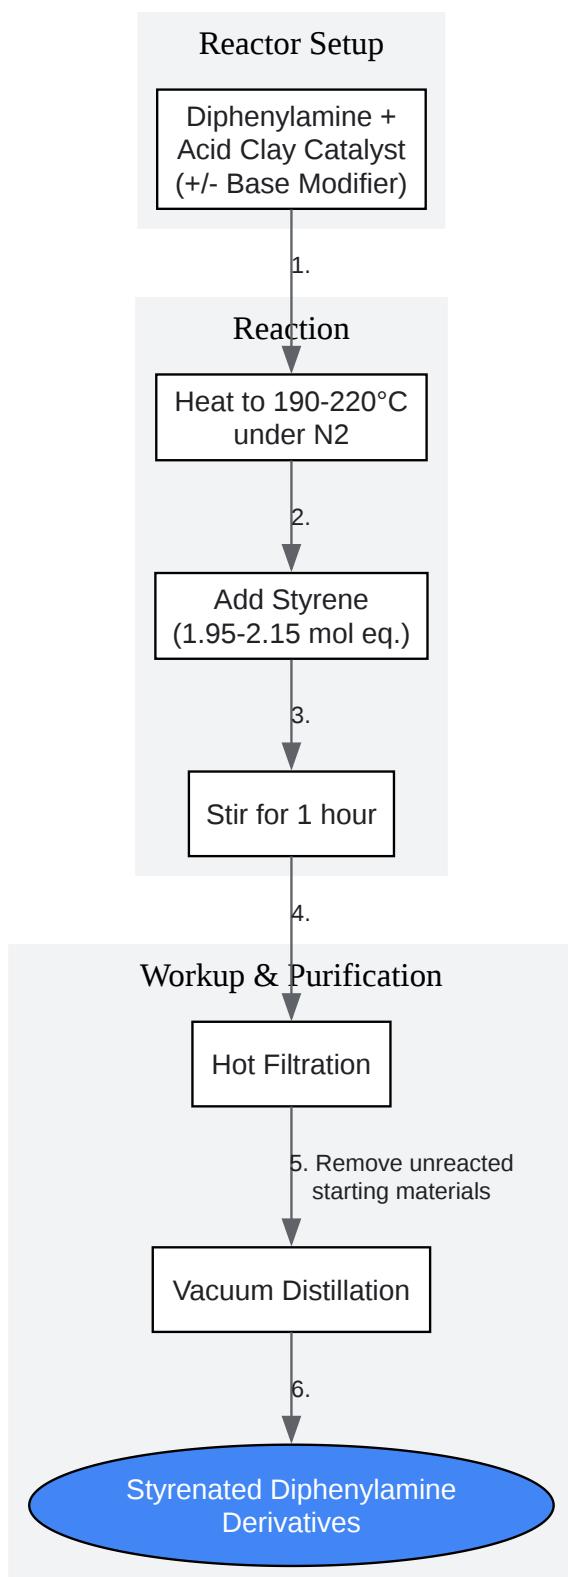 Reactor Setup
Diphenylamine +
Acid Clay Catalyst
(+/- Base Modifier)
1.
Reaction
Heat to 190-220°C
under N2
2.
Add Styrene
(1.95-2.15 mol eq.)
3.
Stir for 1 hour
4.
Workup & Purification
Hot Filtration
5. Remove unreacted
starting materials
Vacuum Distillation
6.
Styrenated Diphenylamine
Derivatives